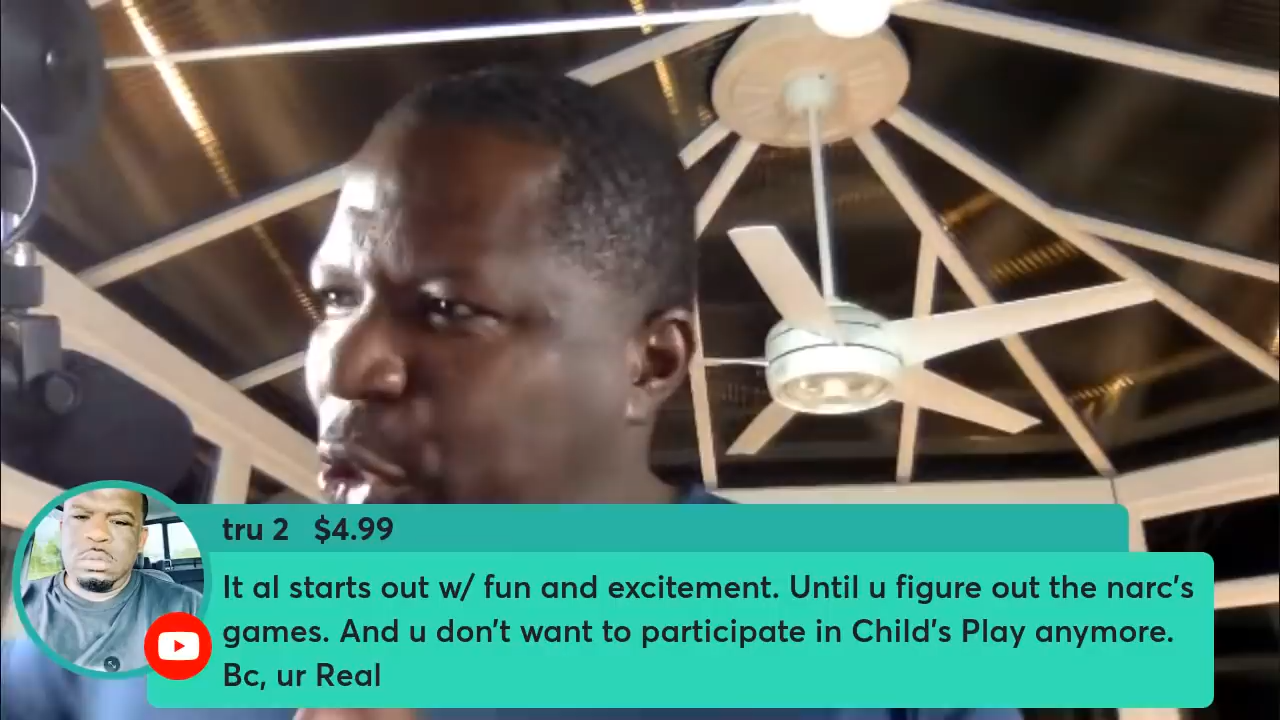 tru 2 $4.99
It al starts out w/ fun and excitement. Until u figure out the narc's
games. And u don't want to participate in Child's Play anymore.
Bc, ur Real